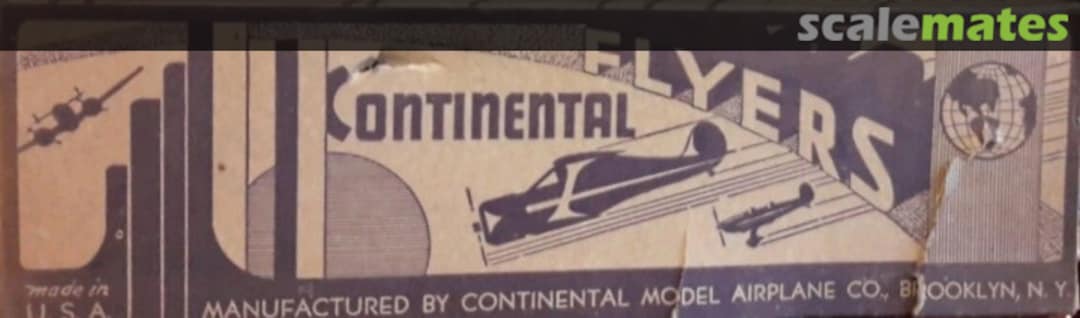 scalemates
FLYERS
CONTINENTAL
made in
U.S.A.
MANUFACTURED BY CONTINENTAL MODEL AIRPLANE CO., BROOKLYN, N.Y.